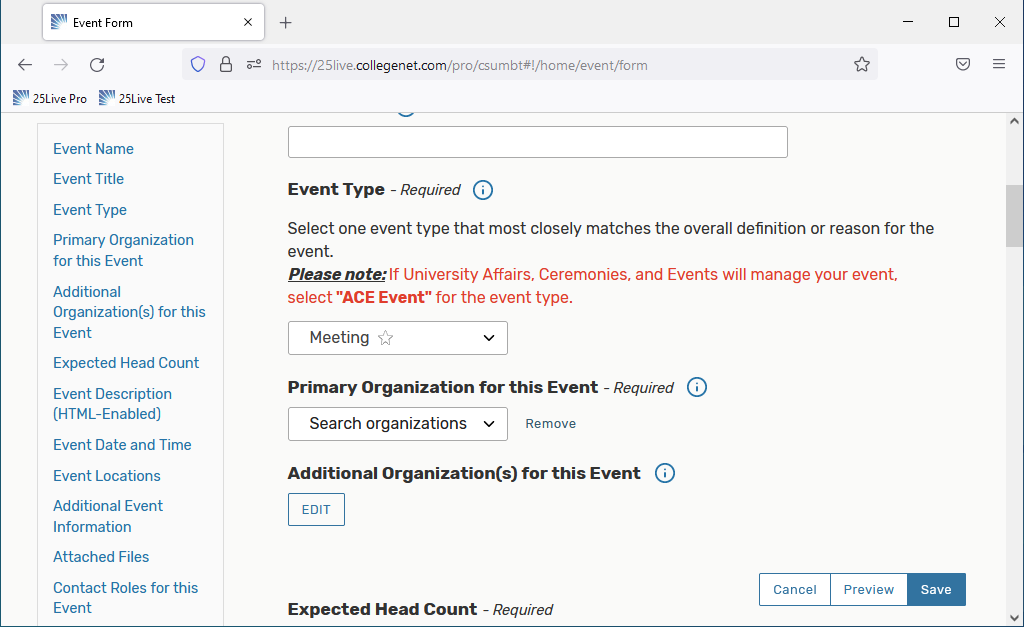 Event Form
https://25live.collegenet.com/pro/csumbt#!/home/event/form
25Live Pro
25Live Test
Event Name
Event Title
Event Type
Primary Organization
for this Event
Additional
Organization(s) for this
Event
Expected Head Count
Event Description
(HTML-Enabled)
Event Date and Time
Event Locations
Additional Event
Information
Attached Files
Contact Roles for this
Event
Event Type - Required
Select one event type that most closely matches the overall definition or reason for the
event.
Please note: If University Affairs, Ceremonies, and Events will manage your event,
select "ACE Event" for the event type.
Meeting
Primary Organization for this Event - Required
Search organizations
Remove
Additional Organization(s) for this Event
EDIT
Cancel
Preview
Save
Expected Head Count - Required